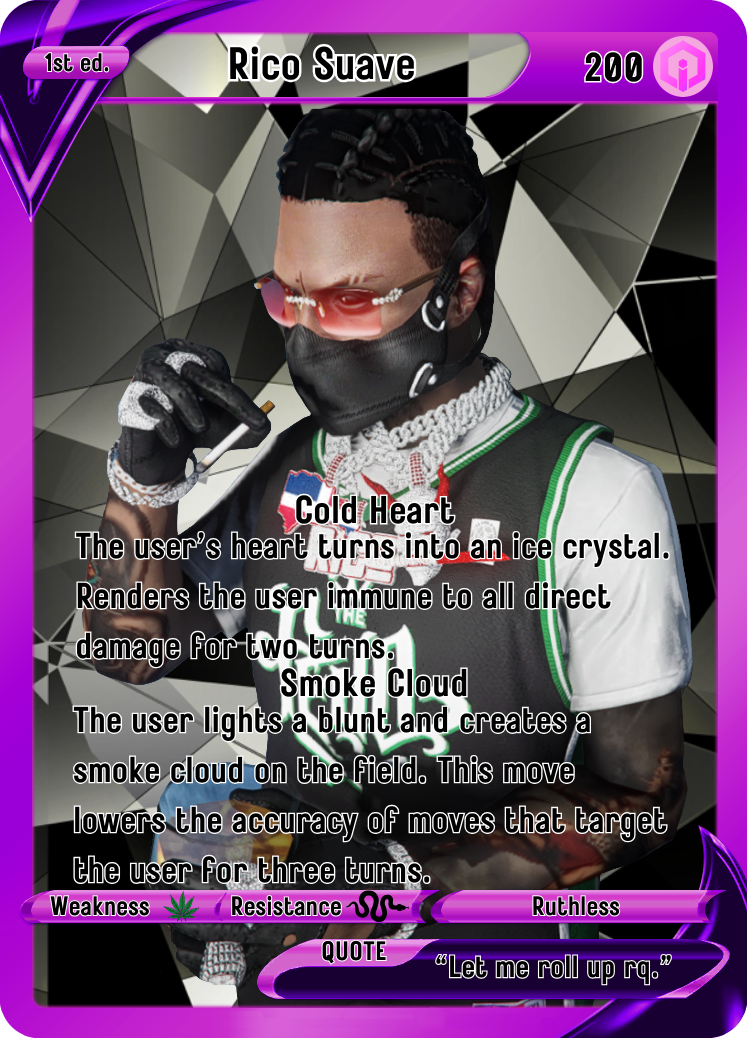 1st ed.
Rico Suave
200
Cold Heart
The user's heart turns into an ice crystal.
Renders the user immune to all direct
damage for two turns.
THE
Smoke Cloud
The user lights a blunt and creates a
smoke cloud on the field. This move
lowers the accuracy of moves that target
the user for three turns.
Weakness
Resistance
Ruthless
QUOTE
“Let me roll up rq.”